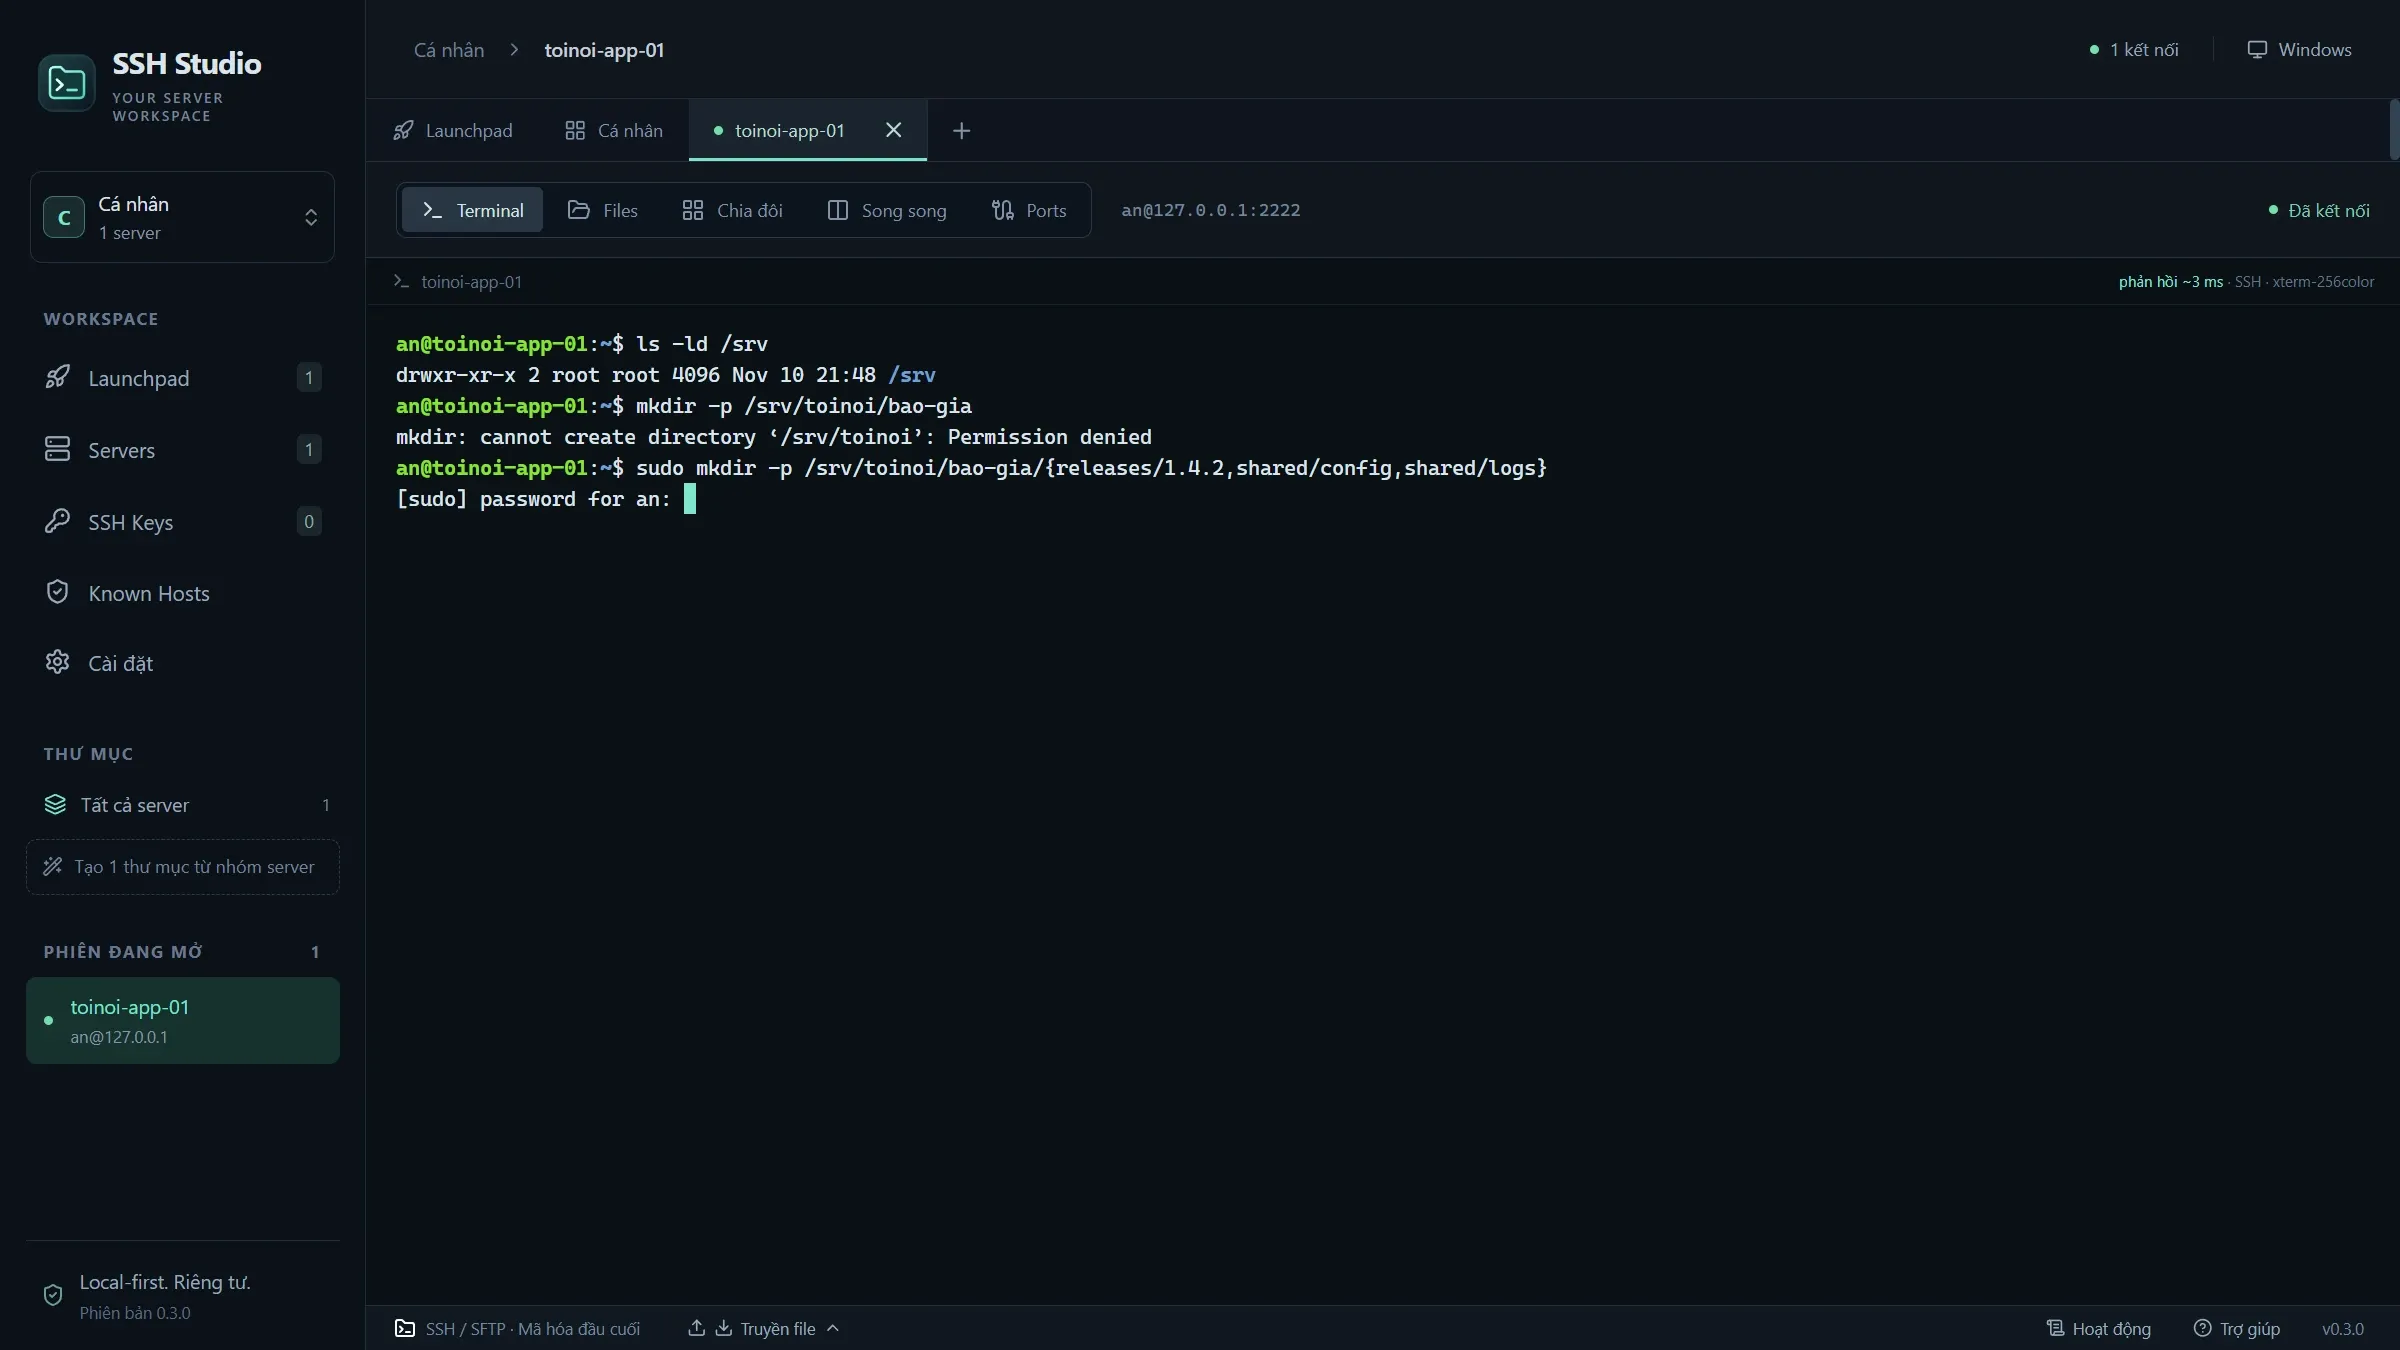 SSH Studio
YOUR SERVER
WORKSPACE
C
Cá nhân
1 server
WORKSPACE
Launchpad 1
Servers 1
SSH Keys 0
Known Hosts
Cài đặt
THƯ MỤC
Tất cả server 1
Tạo 1 thư mục từ nhóm server
PHIÊN ĐANG MỞ 1
toinoi-app-01
an@127.0.0.1
Local-first. Riêng tư.
Phiên bản 0.3.0
Cá nhân > toinoi-app-01
1 kết nối
Windows
Launchpad
Cá nhân
toinoi-app-01
Terminal
Files
Chia đôi
Song song
Ports
an@127.0.0.1:2222
Đã kết nối
toinoi-app-01
phản hồi ~3 ms · SSH · xterm-256color
an@toinoi-app-01:~$ ls -ld /srv
drwxr-xr-x 2 root root 4096 Nov 10 21:48 /srv
an@toinoi-app-01:~$ mkdir -p /srv/toinoi/bao-gia
mkdir: cannot create directory ‘/srv/toinoi’: Permission denied
an@toinoi-app-01:~$ sudo mkdir -p /srv/toinoi/bao-gia/{releases/1.4.2,shared/config,shared/logs}
[sudo] password for an:
SSH / SFTP · Mã hóa đầu cuối
Truyền file
Hoạt động
Trợ giúp
v0.3.0